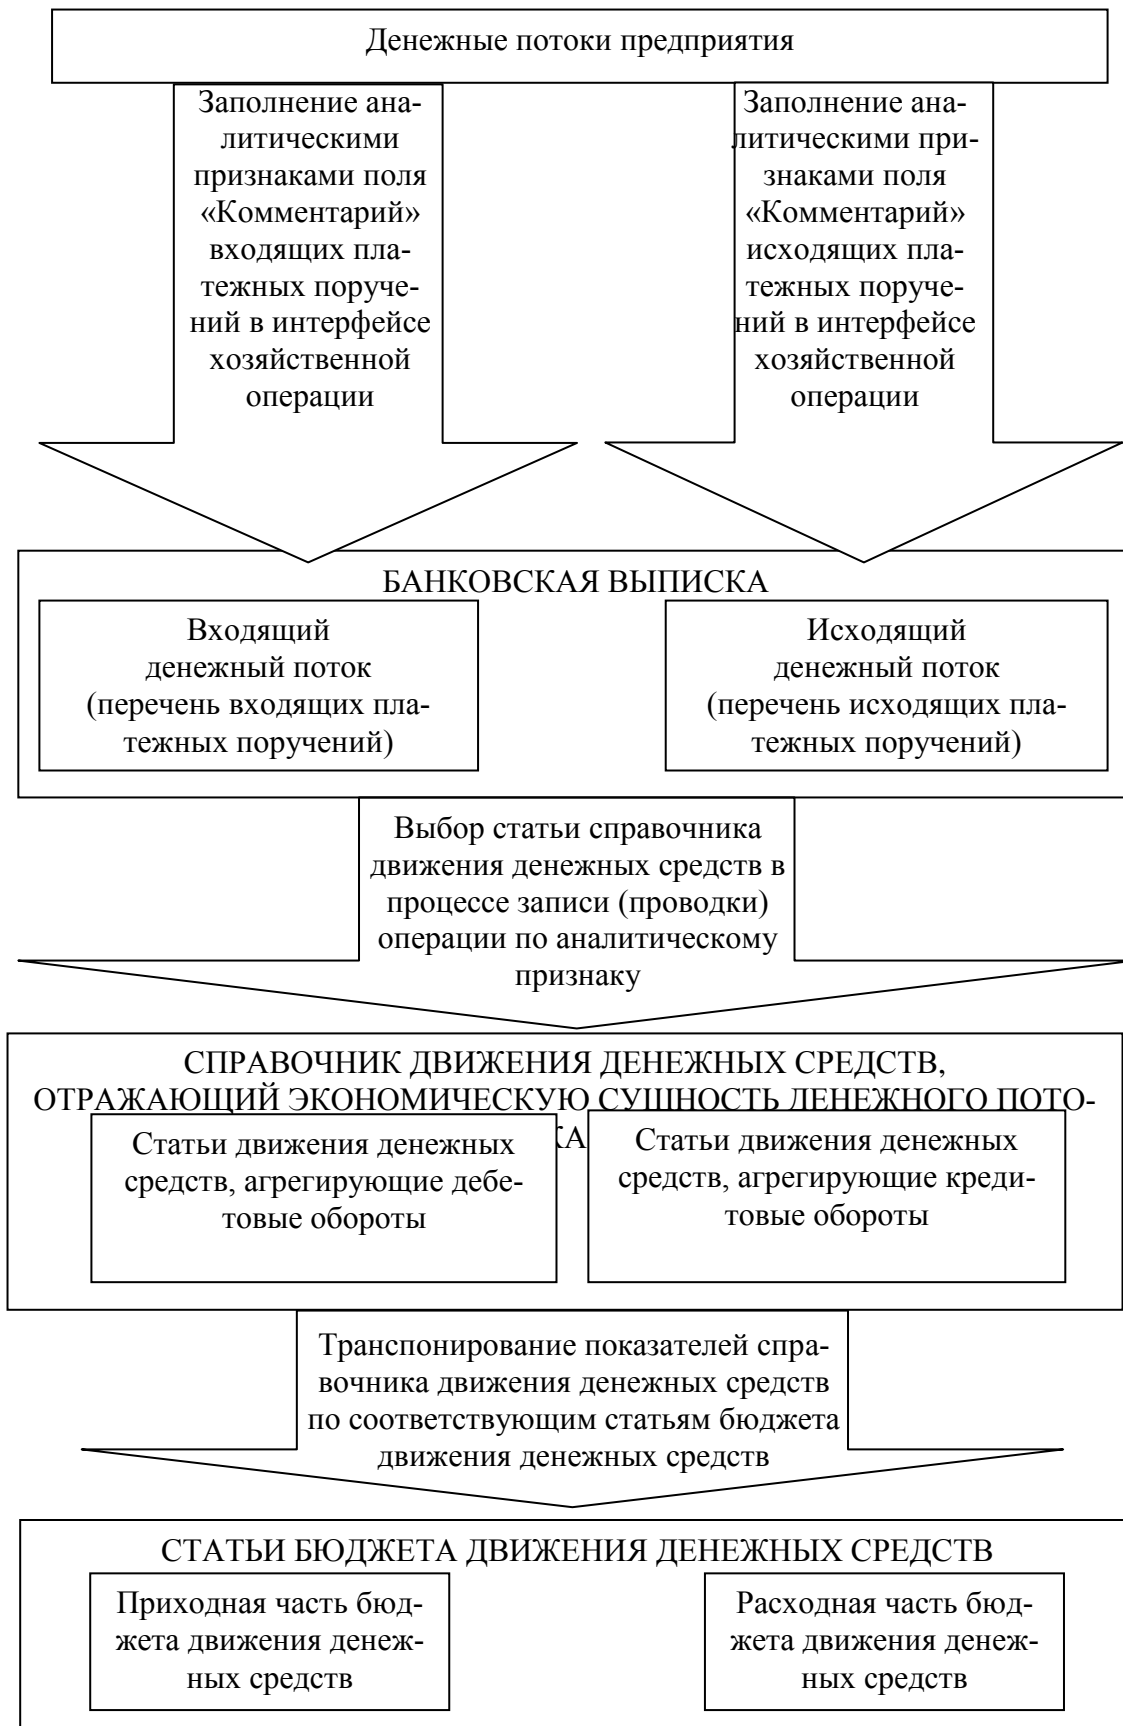 Денежные потоки предприятия
Заполнение ана-
литическими
признаками поля
«Комментарий»
входящих пла-
тежных поруче-
ний в интерфейсе
хозяйственной
операции
Заполнение ана-
литическими при-
знаками поля
«Комментарий»
исходящих пла-
тежных поруче-
ний в интерфейсе
хозяйственной
операции
БАНКОВСКАЯ ВЫПИСКА
Входящий
денежный поток
(перечень входящих пла-
тежных поручений)
Исходящий
денежный поток
(перечень исходящих пла-
тежных поручений)
Выбор статьи справочника
движения денежных средств в
процессе записи (проводки)
операции по аналитическому
признаку
СПРАВОЧНИК ДВИЖЕНИЯ ДЕНЕЖНЫХ СРЕДСТВ,
ОТРАЖАЮЩИЙ ЭКОНОМИЧЕСКУЮ СУЩНОСТЬ ДЕНЕЖНОГО ПОТО-
КА
Статьи движения денежных
средств, агрегирующие дебе-
товые обороты
Статьи движения денежных
средств, агрегирующие креди-
товые обороты
Транспонирование показателей спра-
вочника движения денежных средств
по соответствующим статьям бюджета
движения денежных средств
СТАТЬИ БЮДЖЕТА ДВИЖЕНИЯ ДЕНЕЖНЫХ СРЕДСТВ
Приходная часть бюд-
жета движения денеж-
ных средств
Расходная часть бюд-
жета движения денеж-
ных средств